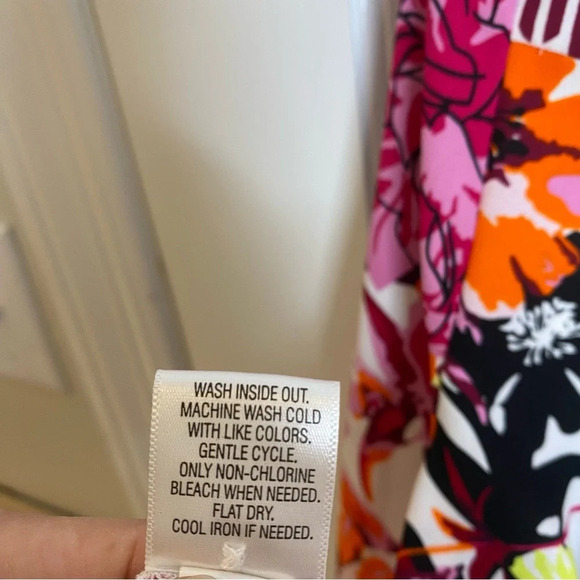 WASH INSIDE OUT.
MACHINE WASH COLD
WITH LIKE COLORS.
GENTLE CYCLE.
ONLY NON-CHLORINE
BLEACH WHEN NEEDED.
FLAT DRY.
COOL IRON IF NEEDED.